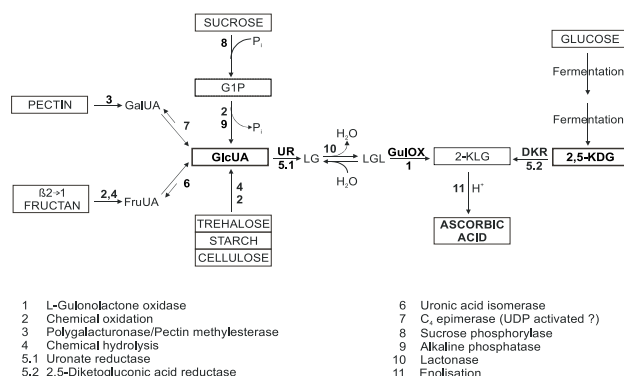 SUCROSE
8
Pi
GLUCOSE
G1P
Fermentation
PECTIN
3
GalUA
7
2
9
Pi
Fermentation
GlcUA
UR
5.1
LG
10
H2O
H2O
LGL
GulOX
1
2-KLG
DKR
5.2
2,5-KDG
ß2→1
FRUCTAN
2,4
FruUA
6
4
2
11
H+
TREHALOSE
STARCH
CELLULOSE
ASCORBIC
ACID
1 L-Gulonolactone oxidase
2 Chemical oxidation
3 Polygalacturonase/Pectin methylesterase
4 Chemical hydrolysis
5.1 Uronate reductase
5.2 2,5-Diketogluconic acid reductase
6 Uronic acid isomerase
7 C4 epimerase (UDP activated ?)
8 Sucrose phosphorylase
9 Alkaline phosphatase
10 Lactonase
11 Enolisation